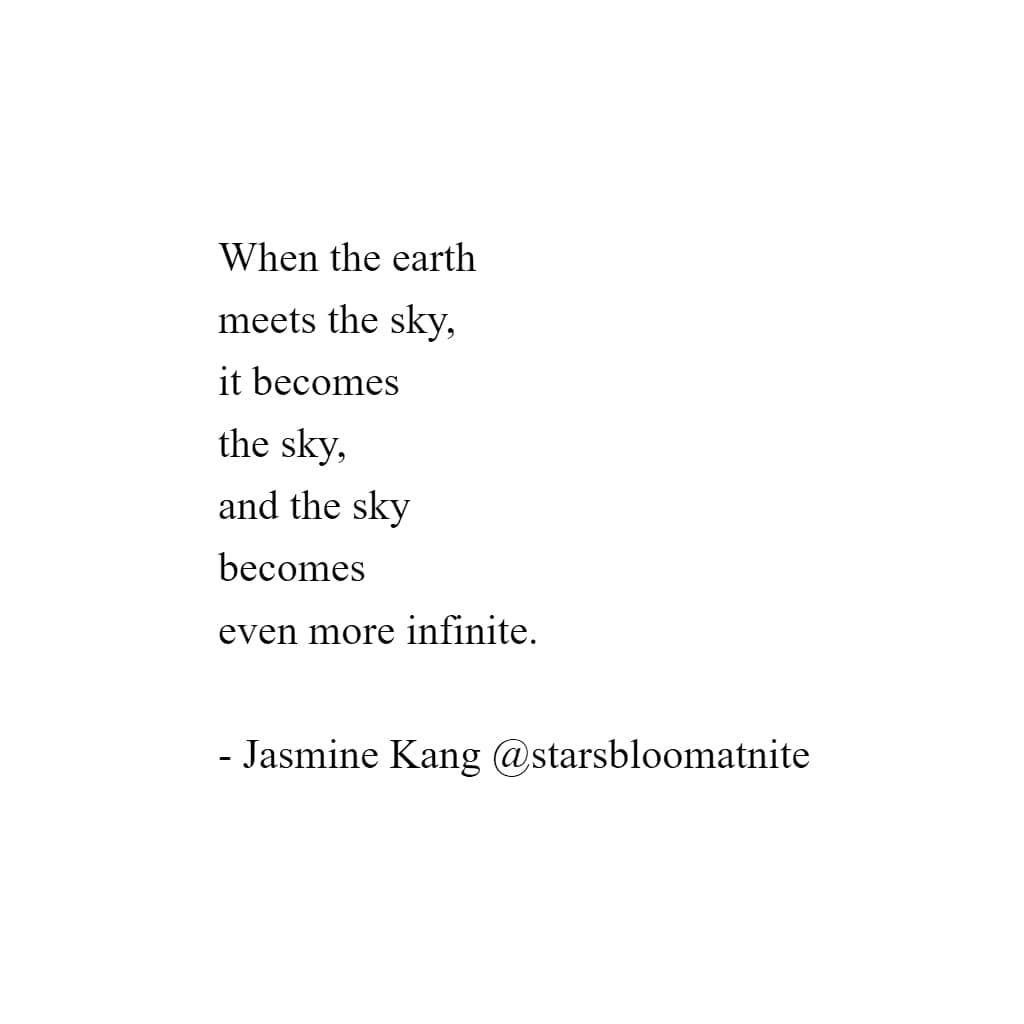 When the earth
meets the sky,
it becomes
the sky,
and the sky
becomes
even more infinite.
- Jasmine Kang @starsbloomatnite